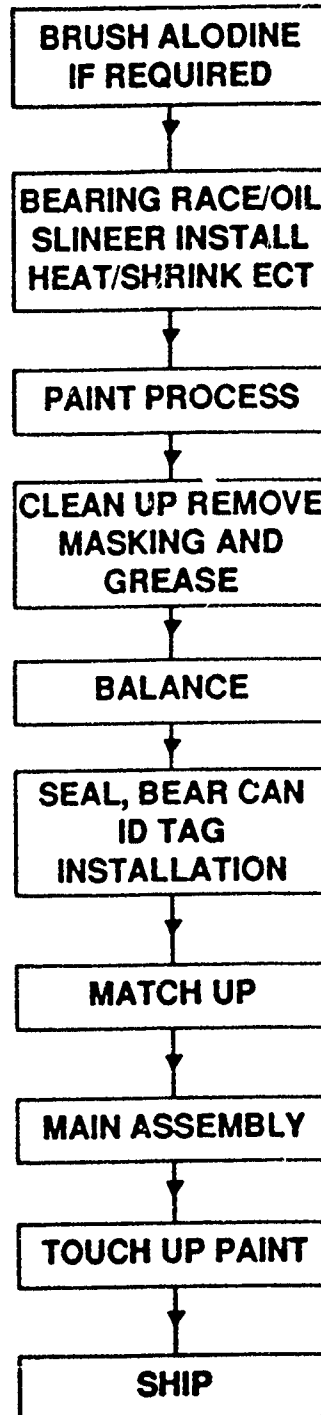 BRUSH ALODINE
IF REQUIRED
BEARING RACE/OIL
SLINEER INSTALL
HEAT/SHRINK ECT
PAINT PROCESS
CLEAN UP REMOVE
MASKING AND
GREASE
BALANCE
SEAL, BEAR CAN
ID TAG
INSTALLATION
MATCH UP
MAIN ASSEMBLY
TOUCH UP PAINT
SHIP